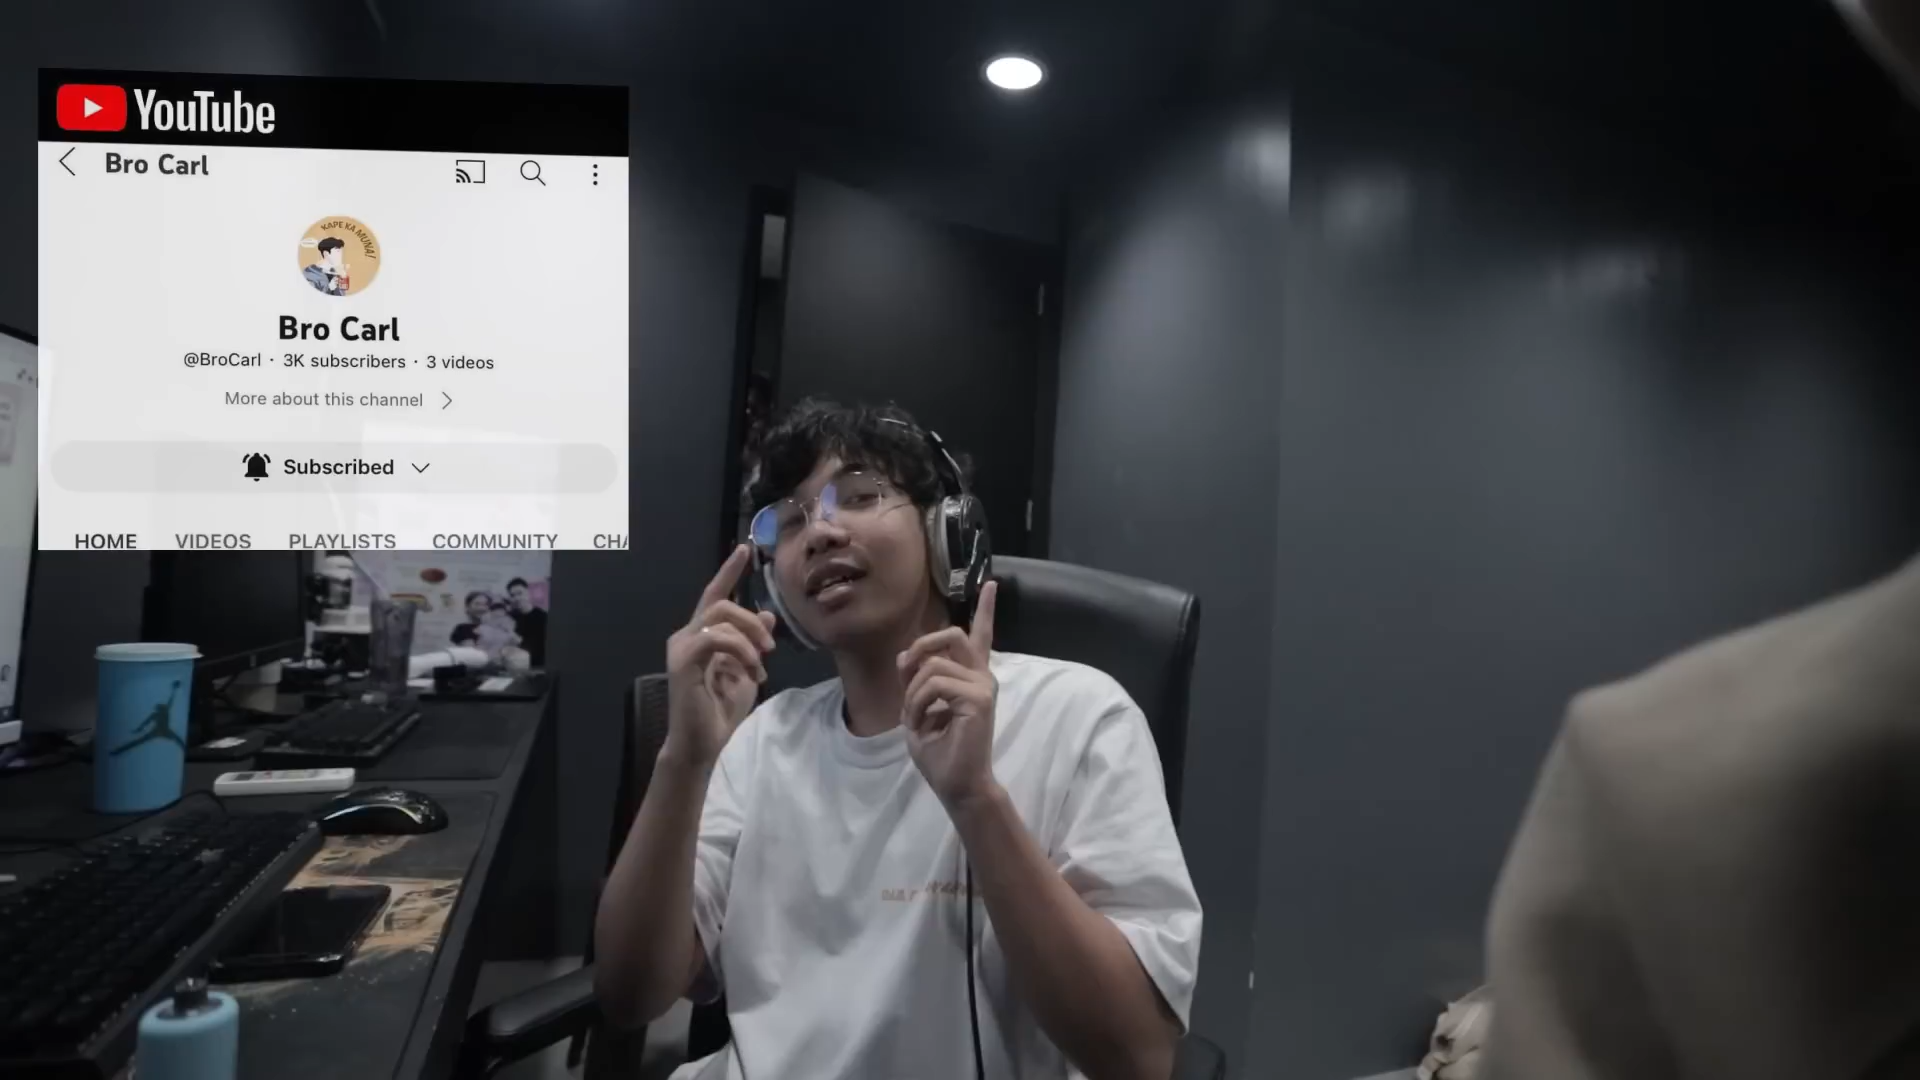 YouTube
Bro Carl
KAPE KA MUNA!
Bro Carl
@BroCarl · 3K subscribers · 3 videos
More about this channel
Subscribed
HOME VIDEOS PLAYLISTS COMMUNITY CHA